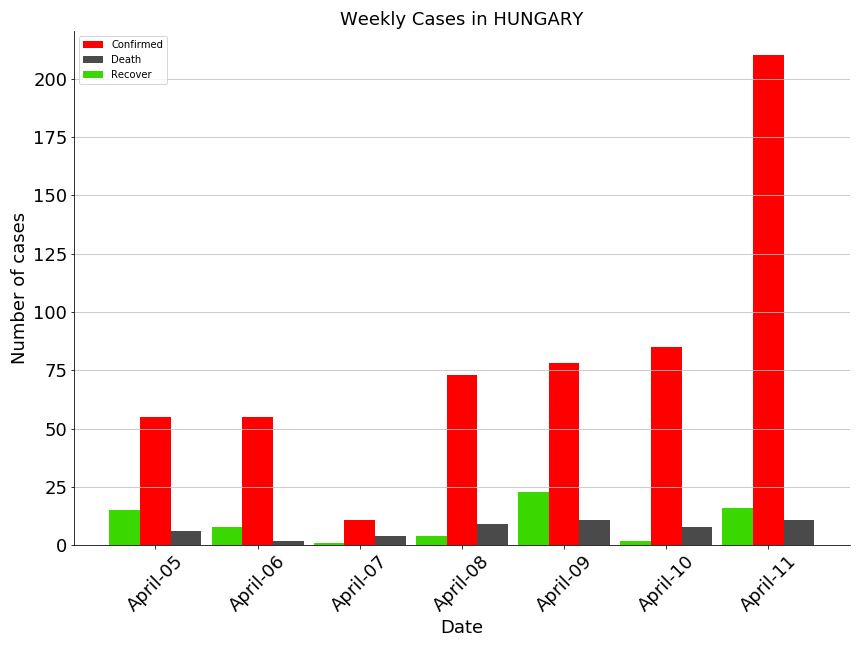 Weekly Cases in HUNGARY
Confirmed
Death
Recover
Number of cases
200
175
150
125
100
75
50
25
0
April-05
April-06
April-07
April-08
April-09
April-10
April-11
Date